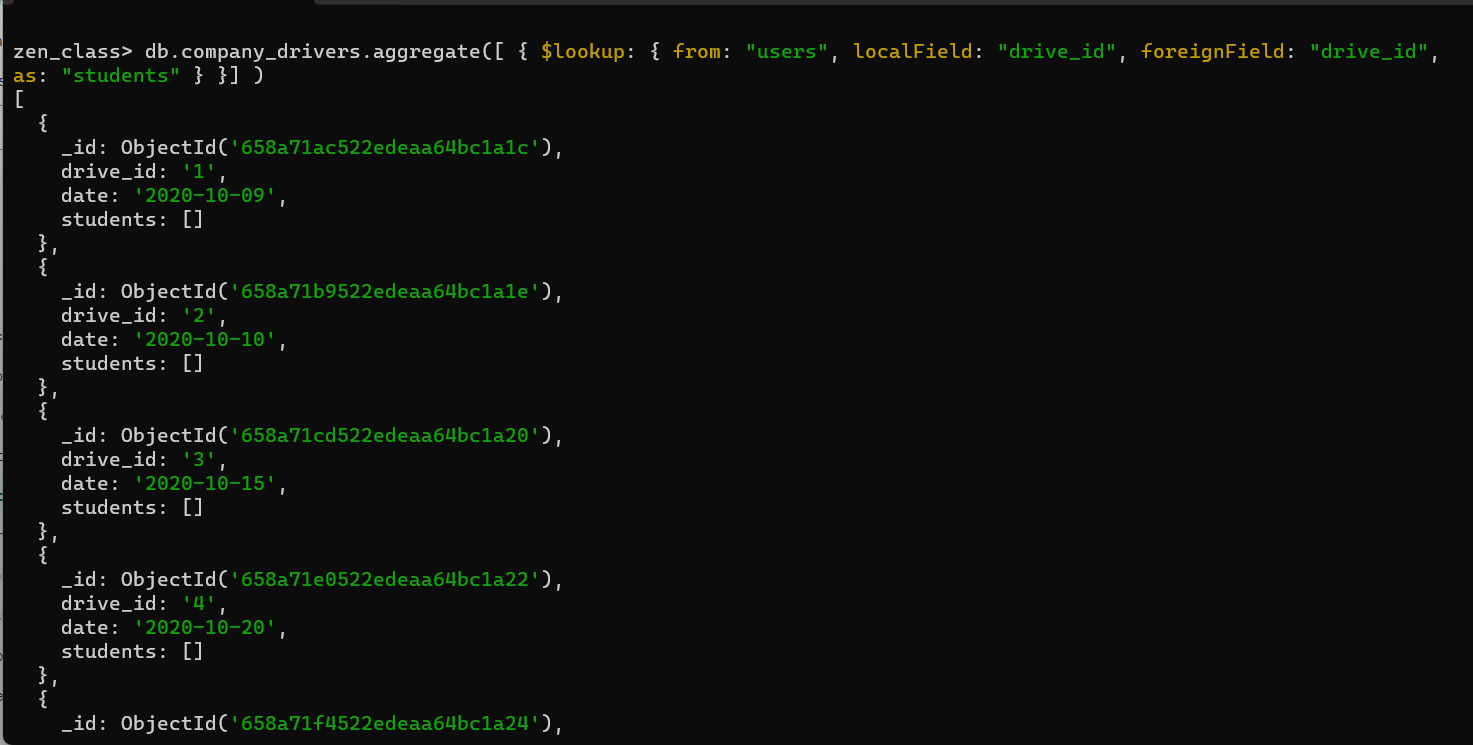 zen_class> db.company_drivers.aggregate([ { $lookup: { from: "users", localField: "drive_id", foreignField: "drive_id",
as: "students" } }] )
[
  {
    _id: ObjectId('658a71ac522edeaa64bc1a1c'),
    drive_id: '1',
    date: '2020-10-09',
    students: []
  },
  {
    _id: ObjectId('658a71b9522edeaa64bc1a1e'),
    drive_id: '2',
    date: '2020-10-10',
    students: []
  },
  {
    _id: ObjectId('658a71cd522edeaa64bc1a20'),
    drive_id: '3',
    date: '2020-10-15',
    students: []
  },
  {
    _id: ObjectId('658a71e0522edeaa64bc1a22'),
    drive_id: '4',
    date: '2020-10-20',
    students: []
  },
  {
    _id: ObjectId('658a71f4522edeaa64bc1a24'),